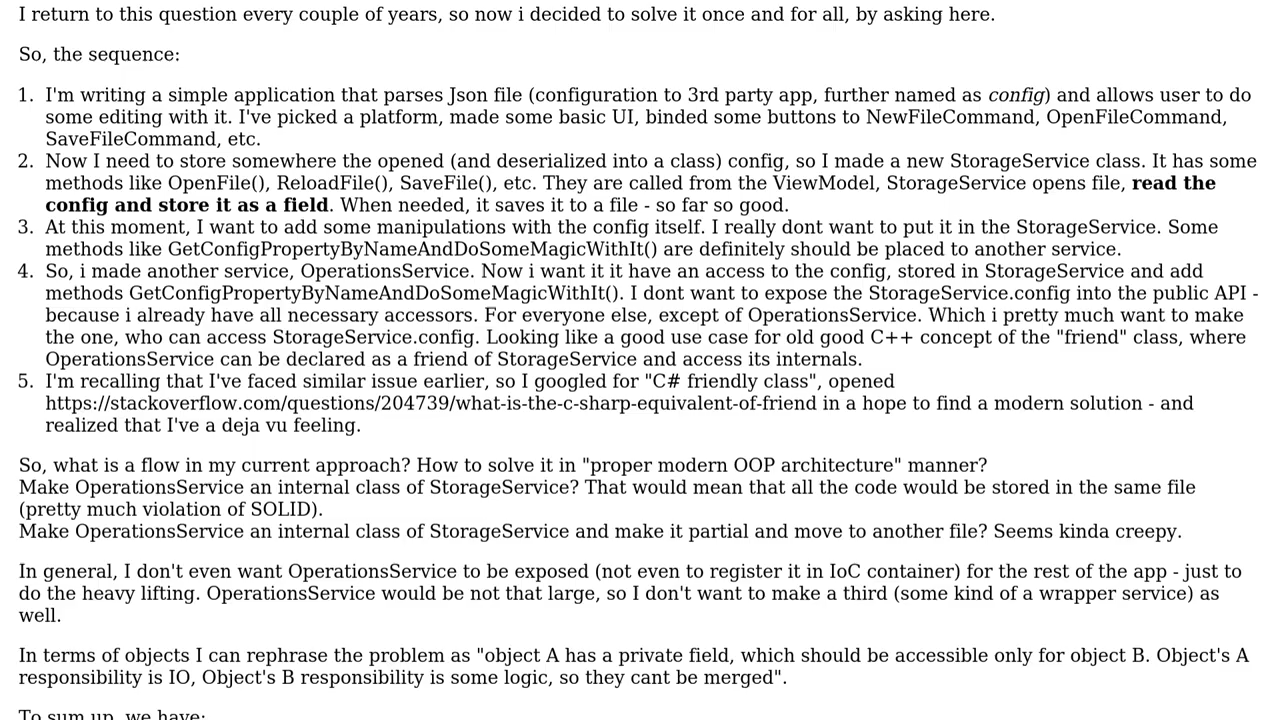 I return to this question every couple of years, so now i decided to solve it once and for all, by asking here.
So, the sequence:
1. I'm writing a simple application that parses Json file (configuration to 3rd party app, further named as config) and allows user to do
some editing with it. I've picked a platform, made some basic UI, binded some buttons to NewFileCommand, OpenFileCommand,
SaveFileCommand, etc.
2. Now I need to store somewhere the opened (and deserialized into a class) config, so I made a new StorageService class. It has some
methods like OpenFile(), ReloadFile(), SaveFile(), etc. They are called from the ViewModel, StorageService opens file, read the
config and store it as a field. When needed, it saves it to a file - so far so good.
3. At this moment, I want to add some manipulations with the config itself. I really dont want to put it in the StorageService. Some
methods like GetConfigPropertyByNameAndDoSomeMagicWithIt() are definitely should be placed to another service.
4. So, i made another service, OperationsService. Now i want it it have an access to the config, stored in StorageService and add
methods GetConfigPropertyByNameAndDoSomeMagicWithIt(). I dont want to expose the StorageService.config into the public API -
because i already have all necessary accessors. For everyone else, except of OperationsService. Which i pretty much want to make
the one, who can access StorageService.config. Looking like a good use case for old good C++ concept of the "friend" class, where
OperationsService can be declared as a friend of StorageService and access its internals.
5. I'm recalling that I've faced similar issue earlier, so I googled for "C# friendly class", opened
https://stackoverflow.com/questions/204739/what-is-the-c-sharp-equivalent-of-friend in a hope to find a modern solution - and
realized that I've a deja vu feeling.
So, what is a flow in my current approach? How to solve it in "proper modern OOP architecture" manner?
Make OperationsService an internal class of StorageService? That would mean that all the code would be stored in the same file
(pretty much violation of SOLID).
Make OperationsService an internal class of StorageService and make it partial and move to another file? Seems kinda creepy.
In general, I don't even want OperationsService to be exposed (not even to register it in IoC container) for the rest of the app - just to
do the heavy lifting. OperationsService would be not that large, so I don't want to make a third (some kind of a wrapper service) as
well.
In terms of objects I can rephrase the problem as "object A has a private field, which should be accessible only for object B. Object's A
responsibility is IO, Object's B responsibility is some logic, so they cant be merged".
To sum up, we have: